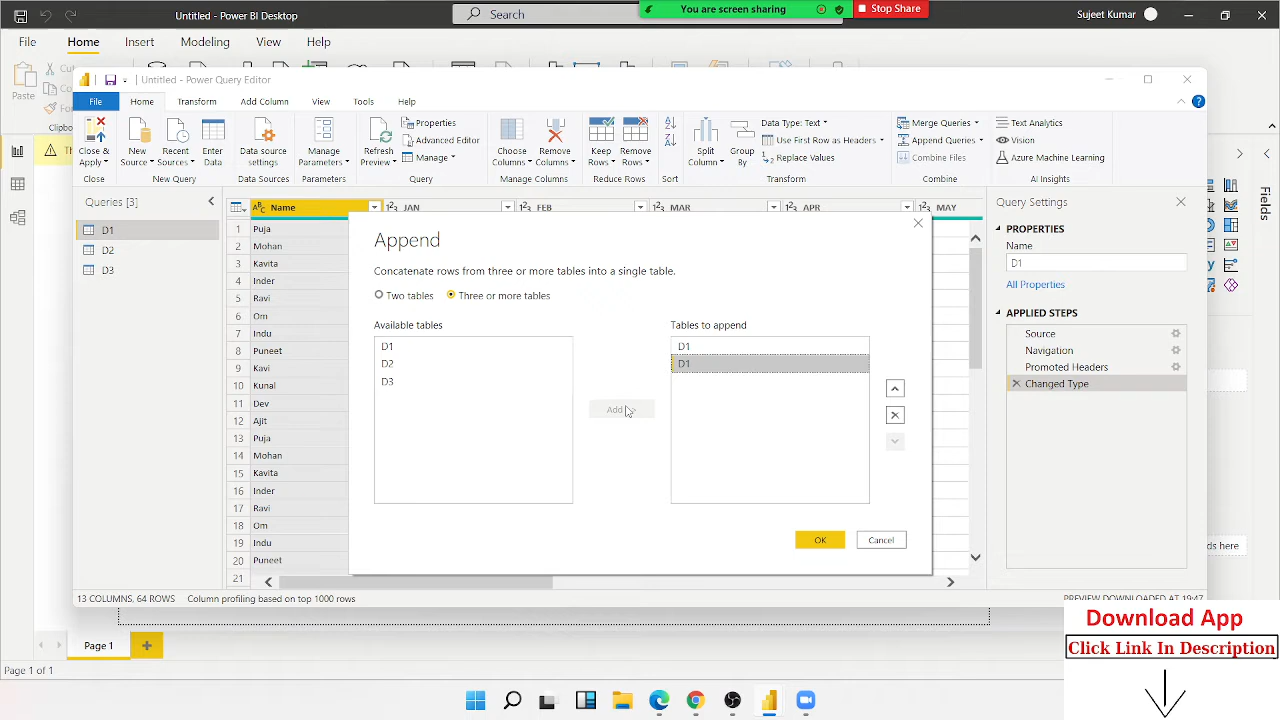 Untitled - Power BI Desktop
Search
You are screen sharing
Stop Share
Sujeet Kumar
File Home Insert Modeling View Help
Paste
Clipbo
Untitled - Power Query Editor
File Home Transform Add Column View Tools Help
Close & Apply
New Source
Recent Sources
Enter Data
Data source settings
Manage Parameters
Refresh Preview
Properties
Advanced Editor
Manage
Choose Columns
Remove Columns
Keep Rows
Remove Rows
Split Column
Group By
Data Type: Text
Use First Row as Headers
Replace Values
Merge Queries
Append Queries
Combine Files
Text Analytics
Vision
Azure Machine Learning
Close
New Query
Data Sources
Parameters
Query
Manage Columns
Reduce Rows
Sort
Transform
AI Insights
Fields
Queries [3]
D1
D2
D3
Name JAN FEB MAR APR MAY
1 Puja
2 Mohan
3 Kavita
4 Inder
5 Ravi
6 Om
7 Indu
8 Puneet
9 Kavi
10 Kunal
11 Dev
12 Ajit
13 Puja
14 Mohan
15 Kavita
16 Inder
17 Ravi
18 Om
19 Indu
20 Puneet
21
Append
Concatenate rows from three or more tables into a single table.
Two tables Three or more tables
Available tables
D1
D2
D3
Add
Tables to append
D1
D1
OK Cancel
Query Settings
PROPERTIES
Name
D1
All Properties
APPLIED STEPS
Source
Navigation
Promoted Headers
Changed Type
ds here
13 COLUMNS, 64 ROWS Column profiling based on top 1000 rows
PREVIEW DOWNLOADED AT 19:47
Page 1
Page 1 of 1
Download App
Click Link In Description